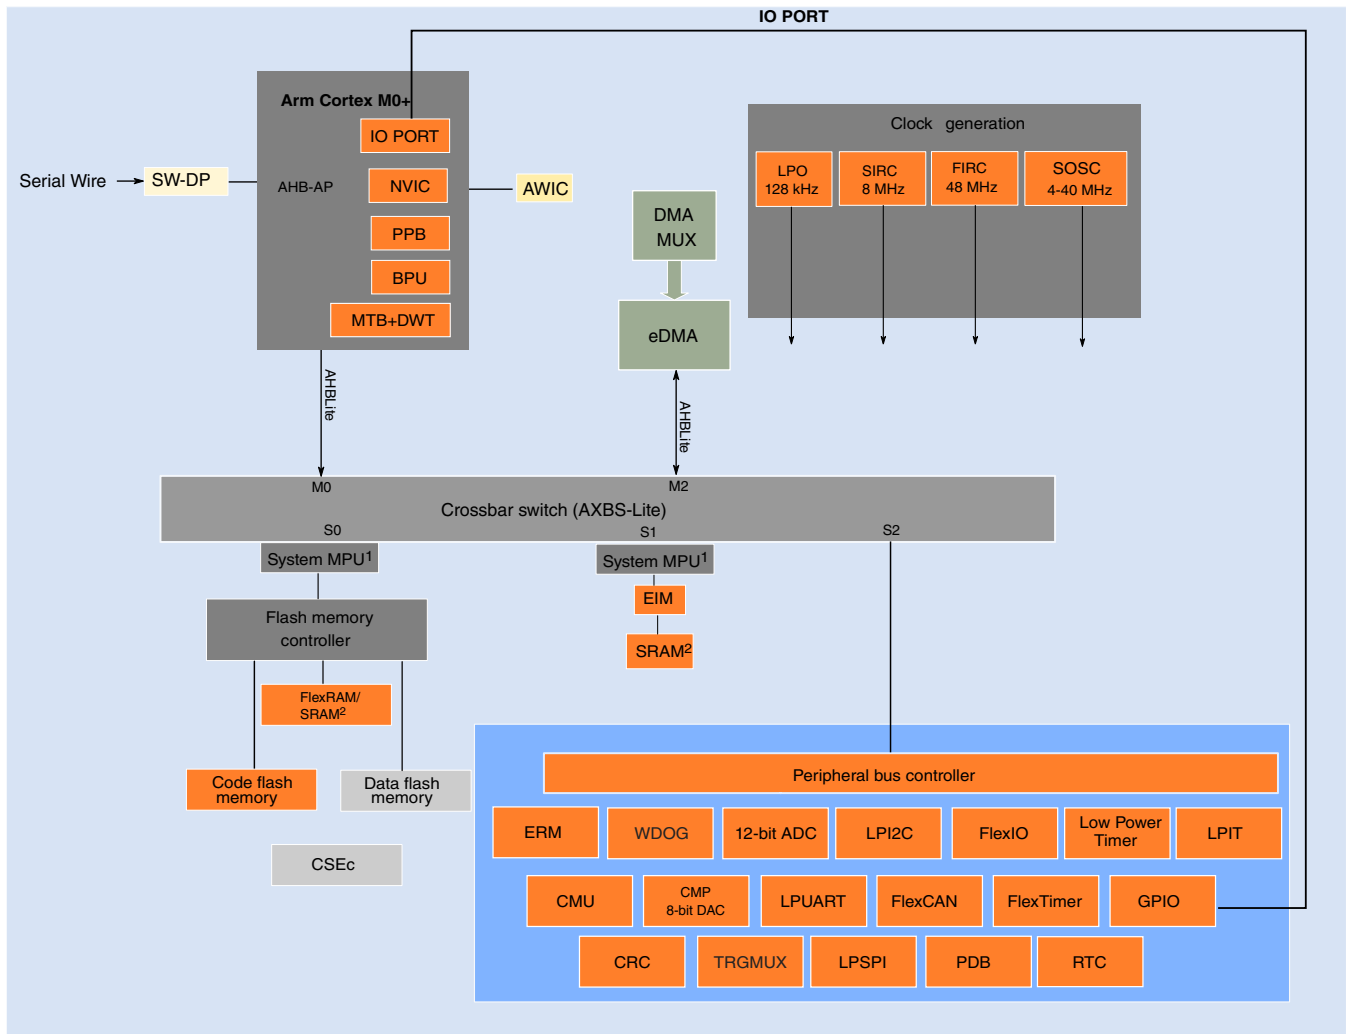 IO PORT
Arm Cortex M0+
IO PORT
Serial Wire
SW-DP
AHB-AP
NVIC
AWIC
PPB
BPU
MTB+DWT
DMA
MUX
eDMA
Clock generation
LPO
128 kHz
SIRC
8 MHz
FIRC
48 MHz
SOSC
4-40 MHz
AHBLite
AHBLite
M0
M2
Crossbar switch (AXBS-Lite)
S0
S1
S2
System MPU1
System MPU1
EIM
SRAM2
Flash memory
controller
FlexRAM/
SRAM2
Code flash
memory
Data flash
memory
CSEc
Peripheral bus controller
ERM
WDOG
12-bit ADC
LPI2C
FlexIO
Low Power
Timer
LPIT
CMU
CMP
8-bit DAC
LPUART
FlexCAN
FlexTimer
GPIO
CRC
TRGMUX
LPSPI
PDB
RTC